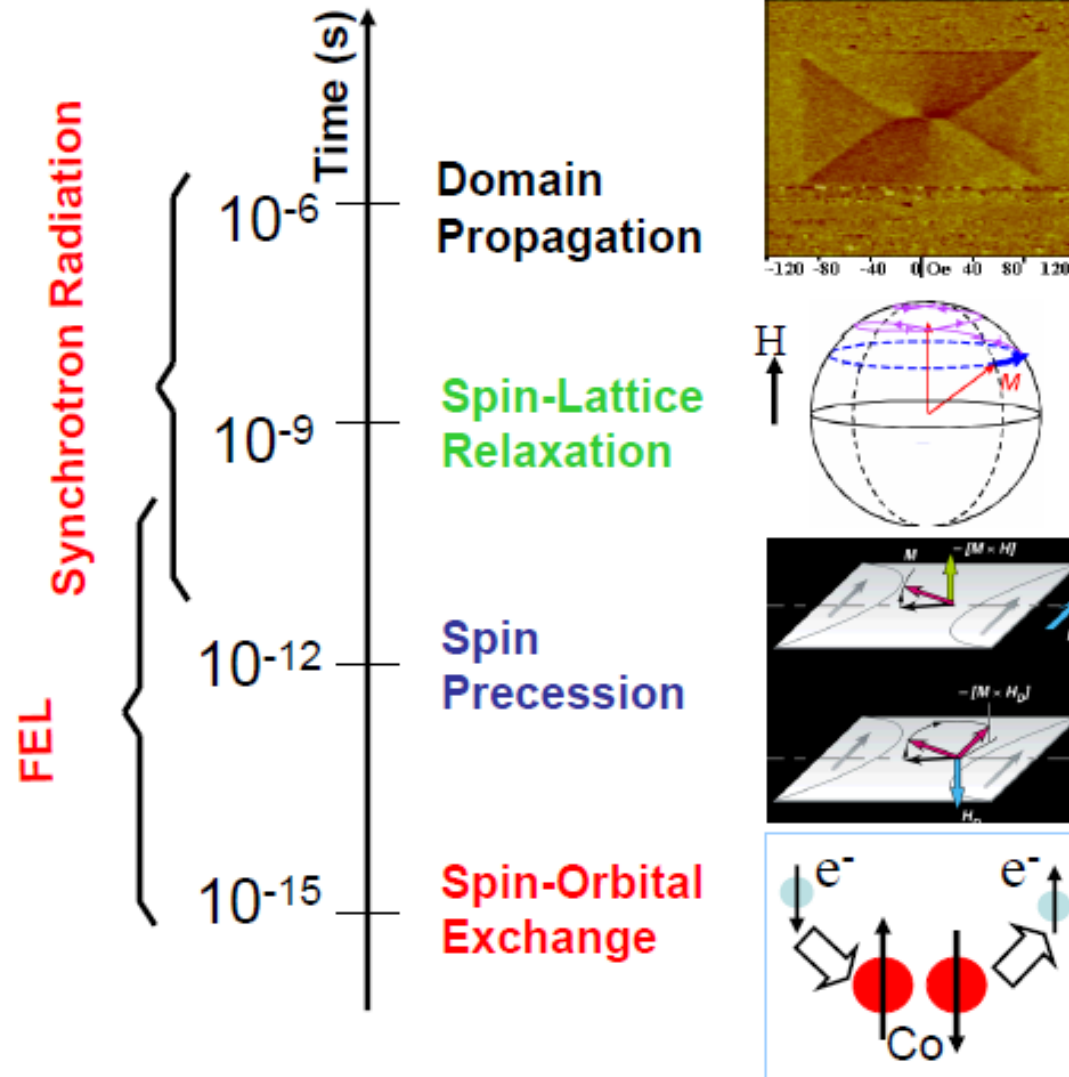 Synchrotron Radiation
FEL
Time (s)
10-6
10-9
10-12
10-15
Domain
Propagation
Spin-Lattice
Relaxation
Spin
Precession
Spin-Orbital
Exchange
-120 -80 -40 0 Oe 40 80 120
H
M
M
- [M × H]
- [M × HD]
HD
e-
e-
Co